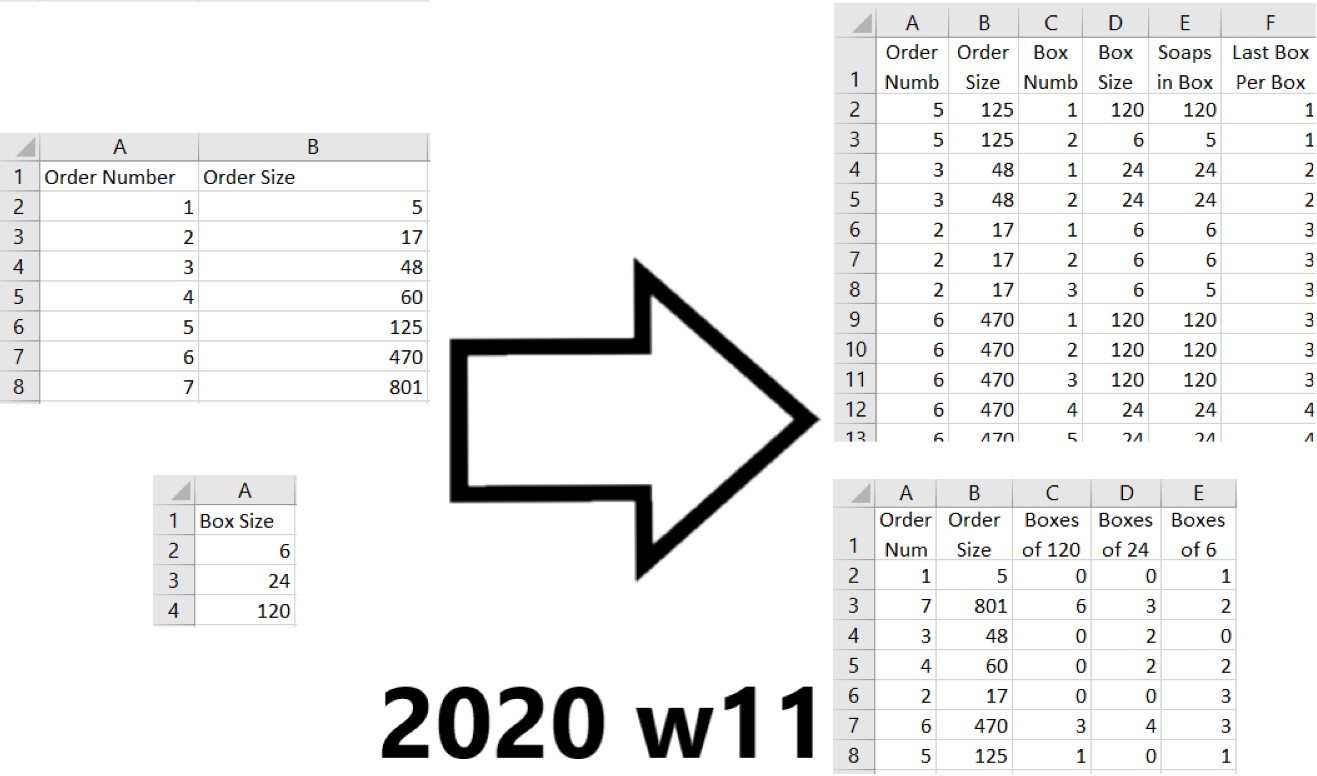 A B
1 Order Number Order Size
2 1 5
3 2 17
4 3 48
5 4 60
6 5 125
7 6 470
8 7 801
A
1 Box Size
2 6
3 24
4 120
2020 w11
A B C D E F
Order Order Box Box Soaps Last Box
1 Numb Size Numb Size in Box Per Box
2 5 125 1 120 120 1
3 5 125 2 6 5 1
4 3 48 1 24 24 2
5 3 48 2 24 24 2
6 2 17 1 6 6 3
7 2 17 2 6 6 3
8 2 17 3 6 5 3
9 6 470 1 120 120 3
10 6 470 2 120 120 3
11 6 470 3 120 120 3
12 6 470 4 24 24 4
13 6 470 5 24 24 4
A B C D E
Order Order Boxes Boxes Boxes
1 Num Size of 120 of 24 of 6
2 1 5 0 0 1
3 7 801 6 3 2
4 3 48 0 2 0
5 4 60 0 2 2
6 2 17 0 0 3
7 6 470 3 4 3
8 5 125 1 0 1